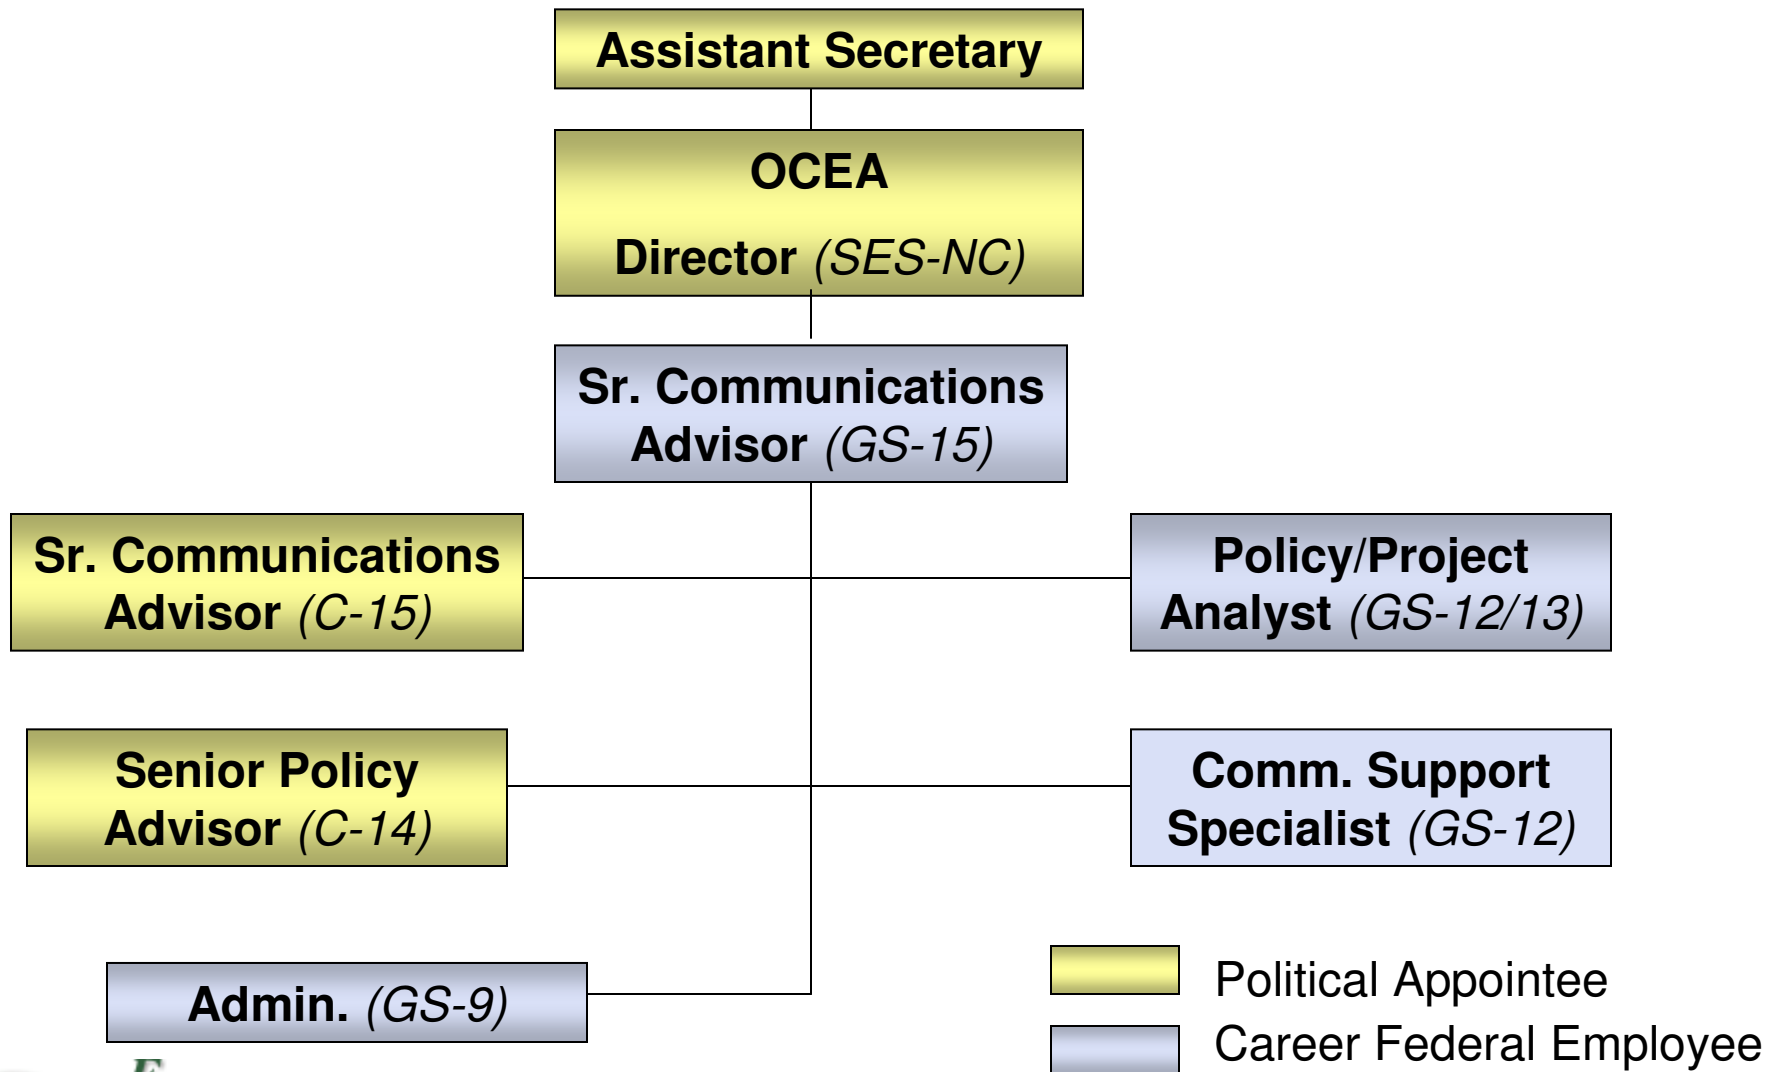 Assistant Secretary
OCEA
Director (SES-NC)
Sr. Communications
Advisor (GS-15)
Sr. Communications
Advisor (C-15)
Policy/Project
Analyst (GS-12/13)
Senior Policy
Advisor (C-14)
Comm. Support
Specialist (GS-12)
Admin. (GS-9)
Political Appointee
Career Federal Employee